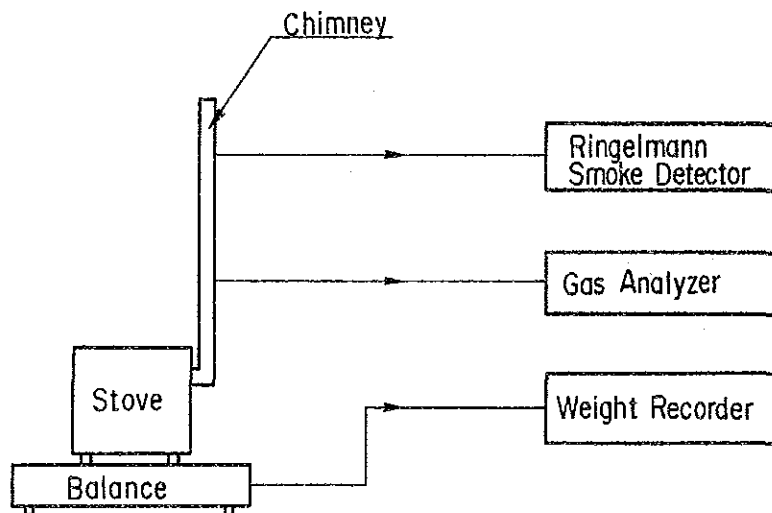 Chimney
Ringelmann
Smoke Detector
Gas Analyzer
Stove
Weight Recorder
Balance